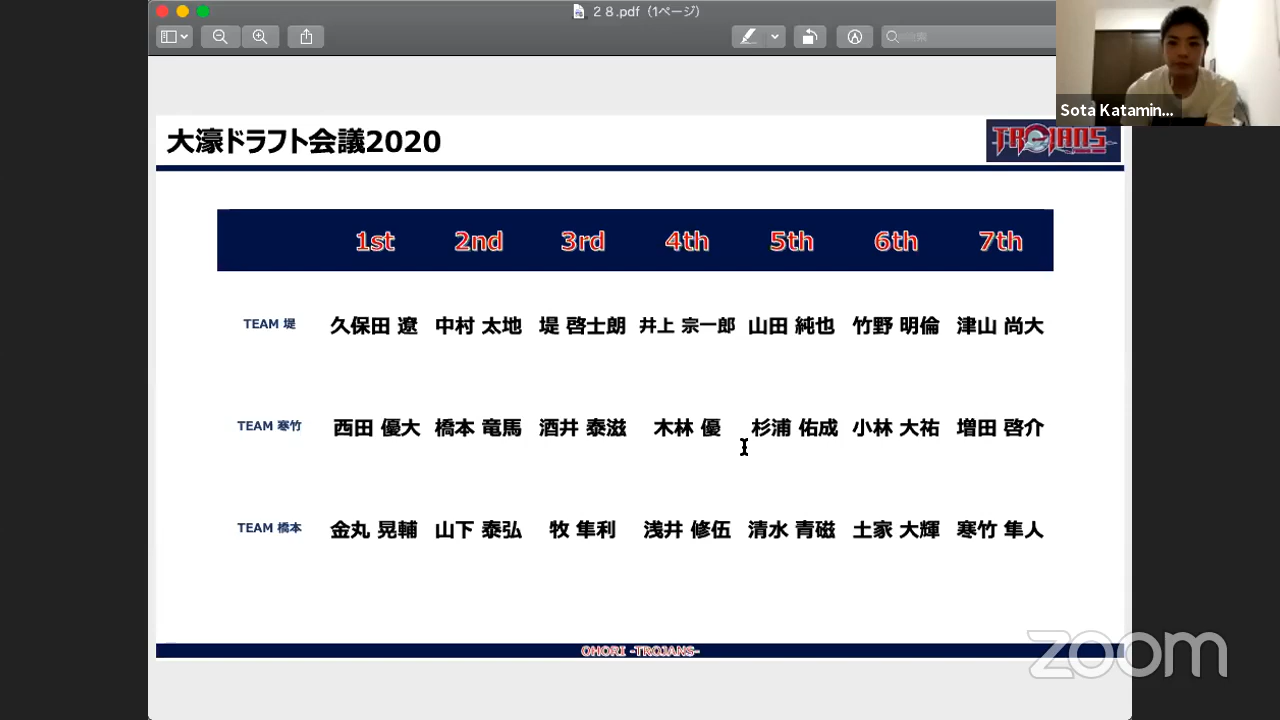 28.pdf（1ページ）
検索
Sota Katamin...
大濠ドラフト会議2020
TROJANS
1st 2nd 3rd 4th 5th 6th 7th
TEAM 堤 久保田 遼 中村 太地 堤 啓士朗 井上 宗一郎 山田 純也 竹野 明倫 津山 尚大
TEAM 寒竹 西田 優大 橋本 竜馬 酒井 泰滋 木林 優 杉浦 佑成 小林 大祐 増田 啓介
TEAM 橋本 金丸 晃輔 山下 泰弘 牧 隼利 浅井 修伍 清水 青磁 土家 大輝 寒竹 隼人
OHORI -TROJANS-
zoom